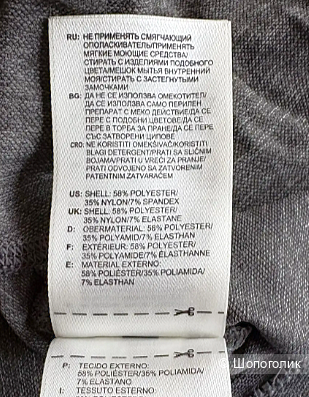 RU: НЕ ПРИМЕНЯТЬ СМЯГЧАЮЩИЙ
ОПОЛАСКИВАТЕЛЬ/ПРИМЕНЯТЬ
МЯГКИЕ МОЮЩИЕ СРЕДСТВА/
СТИРАТЬ С ИЗДЕЛИЯМИ ПОДОБНОГО
ЦВЕТА/МЕШОК МЫТЬЯ ВНУТРЕННИЙ
МОЯ/СТИРАТЬ С ЗАСТЕГНУТЫМИ
ЗАМОЧКАМИ
BG: ДА НЕ СЕ ИЗПОЛЗВА ОМЕКОТИТЕЛ/
ДА СЕ ИЗПОЛЗВА САМО ПЕРИЛЕН
ПРЕПАРАТ С МЕКО ДЕЙСТВИЕ/ДА СЕ
ПЕРЕ С ПОДОБНИ ЦВЕТОВЕ/ДА СЕ
ПЕРЕ В ТОРБА ЗА ПРАНЕ/ДА СЕ ПЕРЕ
СЪС ЗАТВОРЕНИ ЦИПОВЕ
CRO: NE KORISTITI OMEKŠIVAČ/KORISTITI
BLAGI DETERGENT/PRATI SA SLIČNIM
BOJAMA/PRATI U VREĆI ZA PRANJE/
PRATI ODVOJENO SA ZATVORENIM
PATENTNIM ZATVARAČEM
US: SHELL: 58% POLYESTER/
35% NYLON/7% SPANDEX
UK: SHELL: 58% POLYESTER/
35% NYLON/7% ELASTANE
D: OBERMATERIAL: 58% POLYESTER/
35% POLYAMID/7% ELASTHAN
F: EXTÉRIEUR: 58% POLYESTER/
35% POLYAMIDE/7% ÉLASTHANNE
E: MATERIAL EXTERNO:
58% POLIÉSTER/35% POLIAMIDA/
7% ELASTHAN
P: TECIDO EXTERNO:
58% POLIÉSTER/35% POLIAMIDA/
7% ELASTANO
I: TESSUTO ESTERNO:
Шопоголик